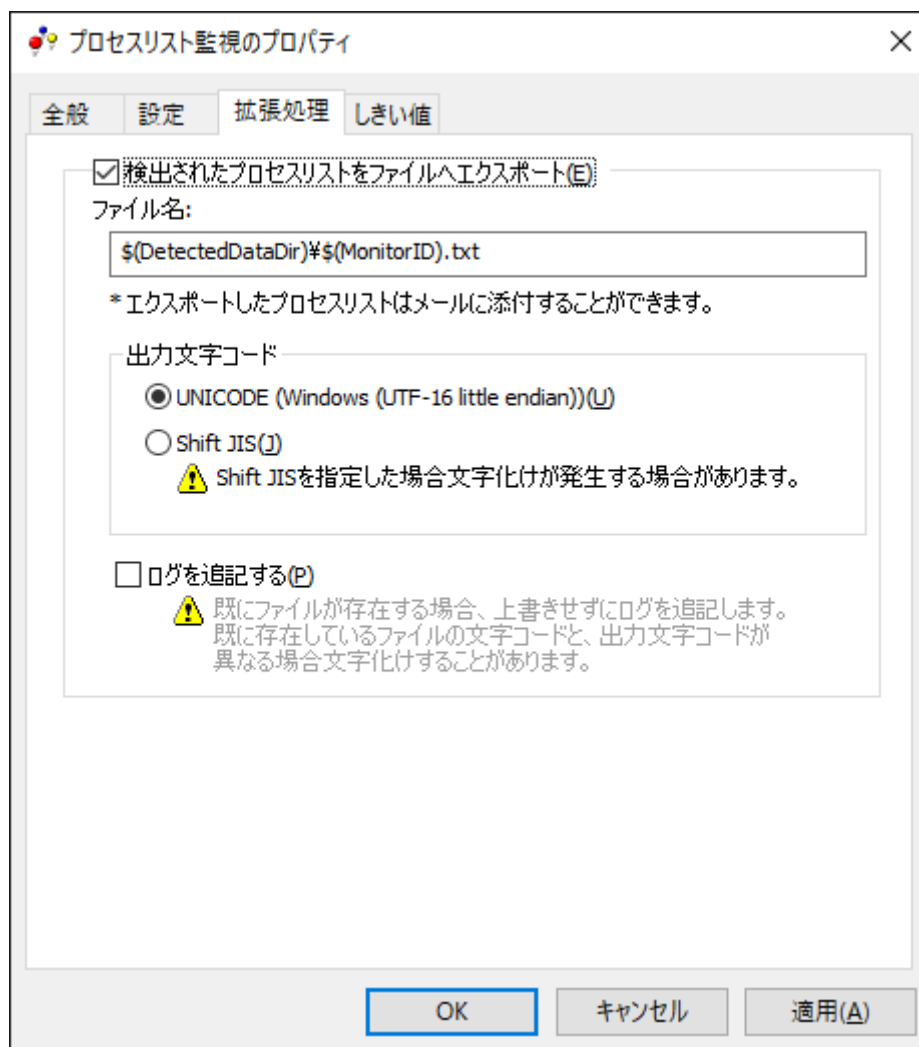 プロセスリスト監視のプロパティ
全般
設定
拡張処理
しきい値
検出されたプロセスリストをファイルへエクスポート(E)
ファイル名:
$(DetectedDataDir)¥$(MonitorID).txt
*エクスポートしたプロセスリストはメールに添付することができます。
出力文字コード
UNICODE (Windows (UTF-16 little endian))(U)
Shift JIS(J)
Shift JISを指定した場合文字化けが発生する場合があります。
ログを追記する(P)
既にファイルが存在する場合、上書きせずにログを追記します。
既に存在しているファイルの文字コードと、出力文字コードが
異なる場合文字化けすることがあります。
OK
キャンセル
適用(A)